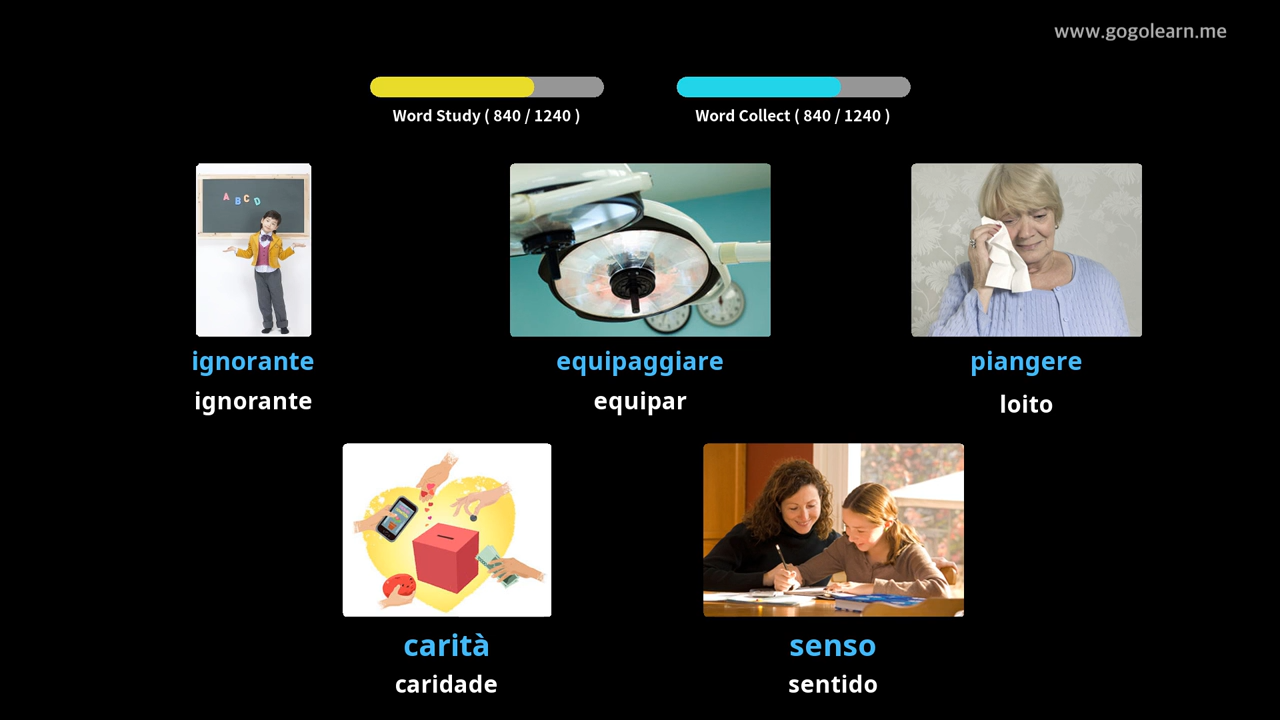 www.gogolearn.me
Word Study ( 840 / 1240 )
Word Collect ( 840 / 1240 )
A B C D
ignorante
ignorante
equipaggiare
equipar
piangere
loito
carità
caridade
senso
sentido